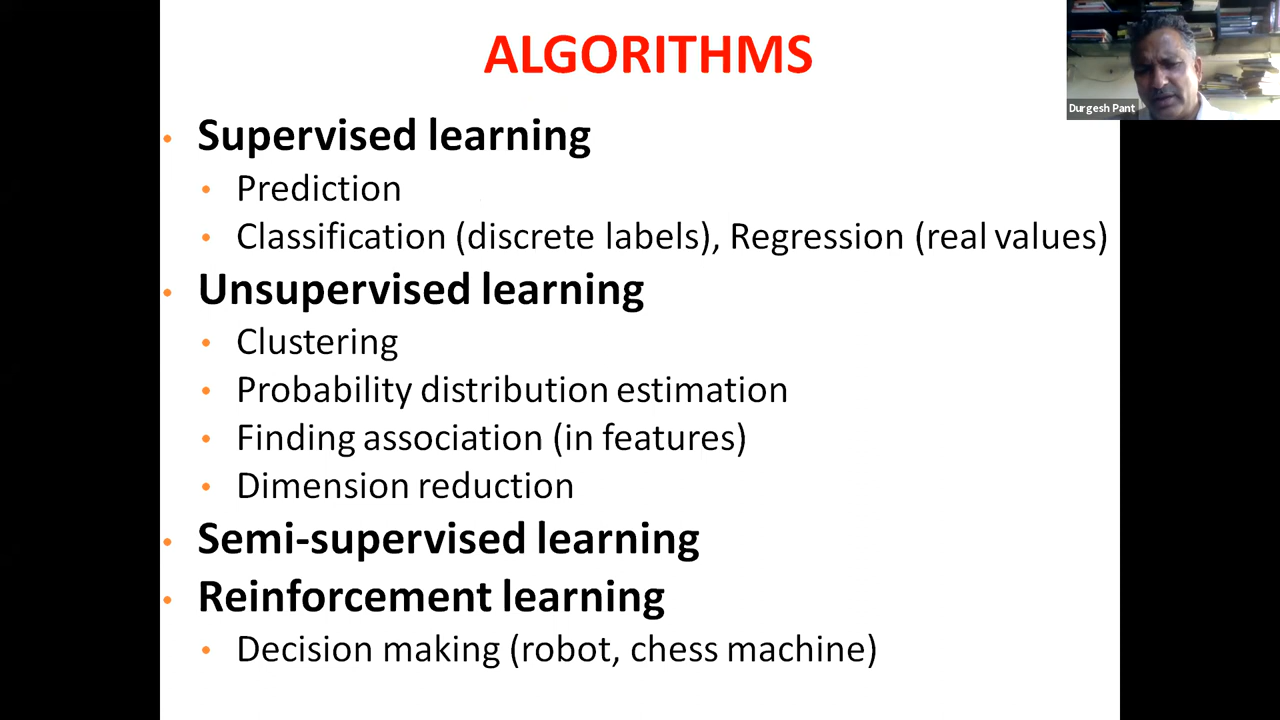 ALGORITHMS
Durgesh Pant
• Supervised learning
• Prediction
• Classification (discrete labels), Regression (real values)
• Unsupervised learning
• Clustering
• Probability distribution estimation
• Finding association (in features)
• Dimension reduction
• Semi-supervised learning
• Reinforcement learning
• Decision making (robot, chess machine)